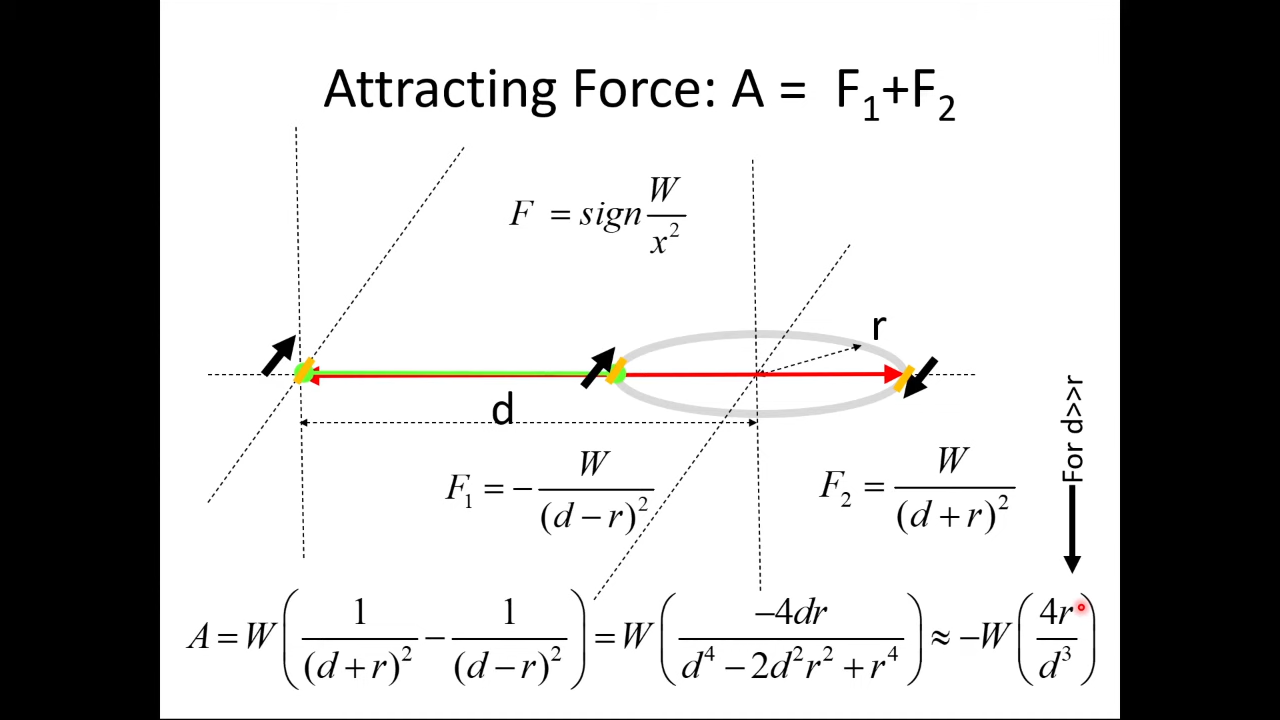 Attracting Force: A = F₁+F₂
F = sign W/x²
r
d
For d>>r
F₁ = − W/(d − r)²
F₂ = W/(d + r)²
A = W(1/(d + r)² − 1/(d − r)²) = W(−4dr/(d⁴ − 2d²r² + r⁴)) ≈ −W(4r/d³)